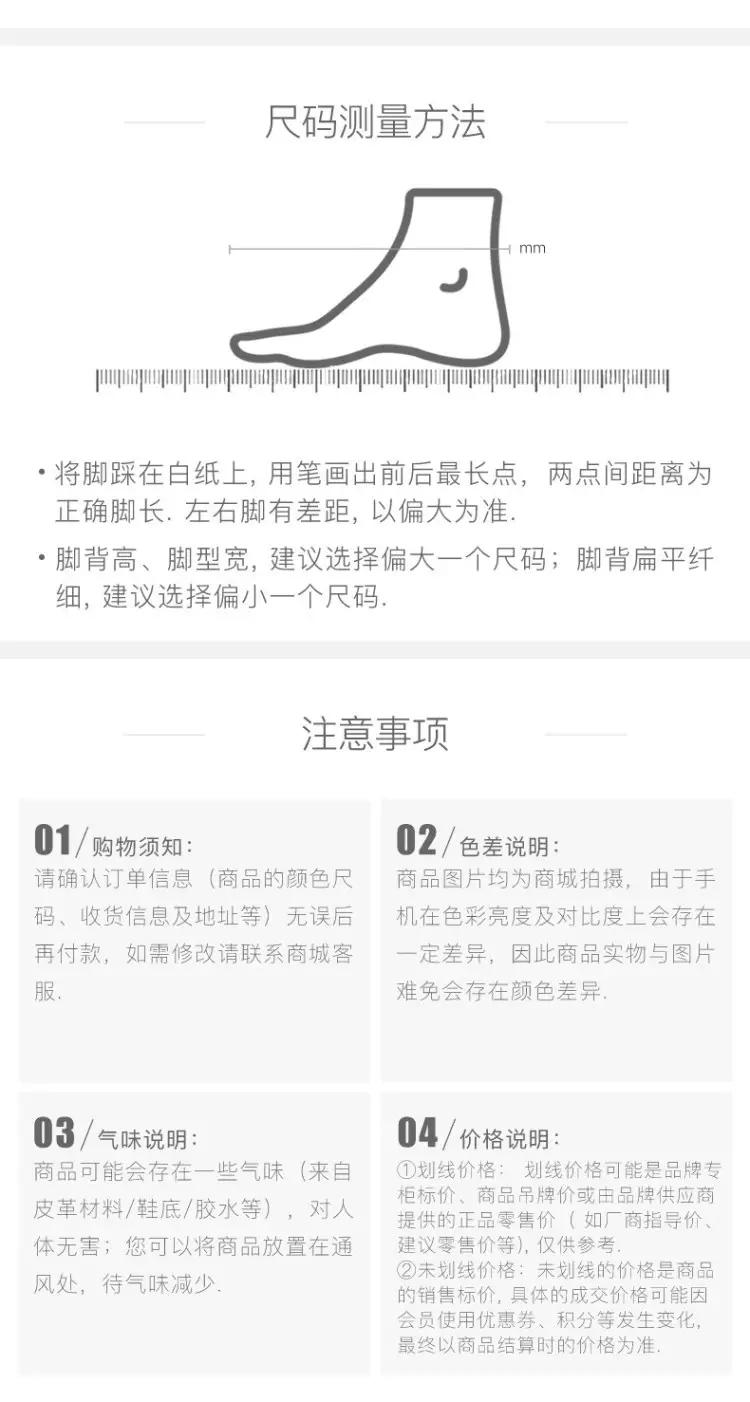 尺码测量方法
mm
• 将脚踩在白纸上, 用笔画出前后最长点, 两点间距离为
正确脚长. 左右脚有差距, 以偏大为准.
• 脚背高、脚型宽, 建议选择偏大一个尺码; 脚背扁平纤
细, 建议选择偏小一个尺码.
注意事项
01/购物须知:
请确认订单信息（商品的颜色尺
码、收货信息及地址等）无误后
再付款, 如需修改请联系商城客
服.
02/色差说明:
商品图片均为商城拍摄, 由于手
机在色彩亮度及对比度上会存在
一定差异, 因此商品实物与图片
难免会存在颜色差异.
03/气味说明:
商品可能会存在一些气味（来自
皮革材料/鞋底/胶水等）, 对人
体无害; 您可以将商品放置在通
风处, 待气味减少.
04/价格说明:
①划线价格: 划线价格可能是品牌专
柜标价、商品吊牌价或由品牌供应商
提供的正品零售价（如厂商指导价、
建议零售价等), 仅供参考.
②未划线价格: 未划线的价格是商品
的销售标价, 具体的成交价格可能因
会员使用优惠券、积分等发生变化,
最终以商品结算时的价格为准.